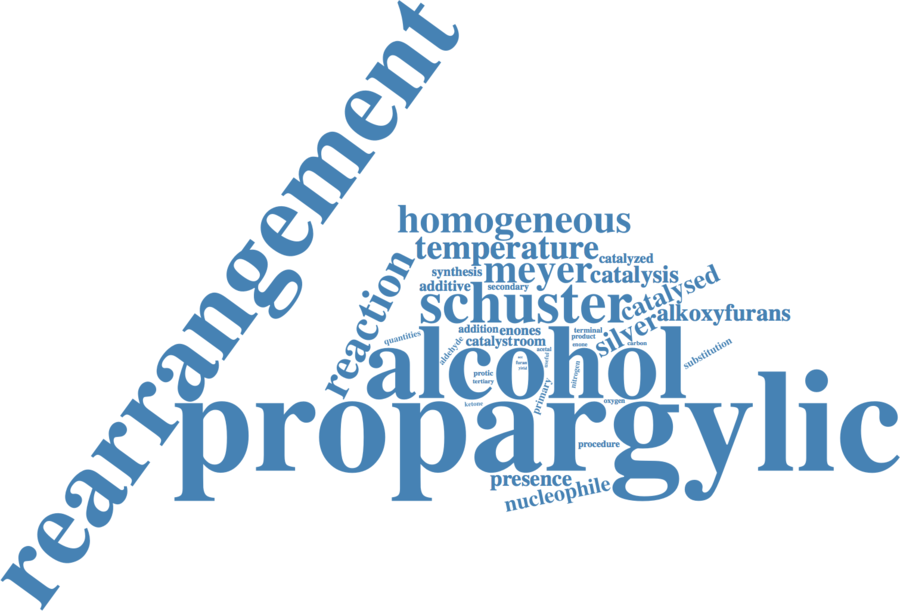 rearrangement
homogeneous
temperature
catalyzed
synthesis
meyer
catalysis
additive
secondary
reaction
schuster
catalysed
silver
alkoxyfurans
quantities
addition
enones
terminal
product
catalyst
room
enone
carbon
substitution
aldehyde
acetal
alcohol
protic
tertiary
primary
nitrogen
ketone
oxygen
propargylic
procedure
presence
nucleophile